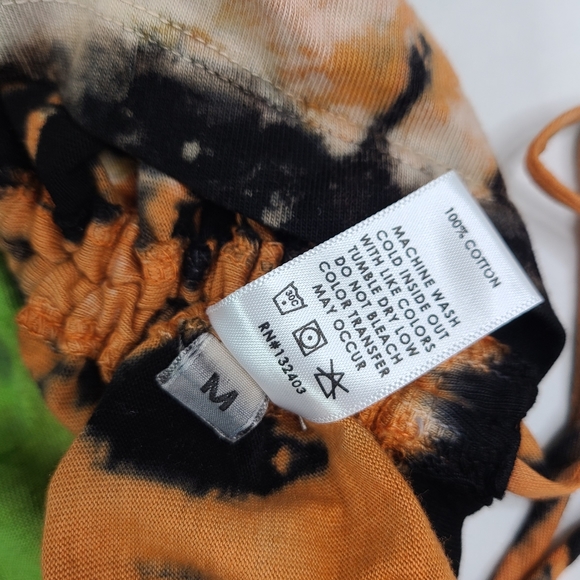 100% COTTON
MACHINE WASH
COLD INSIDE OUT
WITH LIKE COLORS
TUMBLE DRY LOW
DO NOT BLEACH
COLOR TRANSFER
MAY OCCUR
30C
RN#132403
M